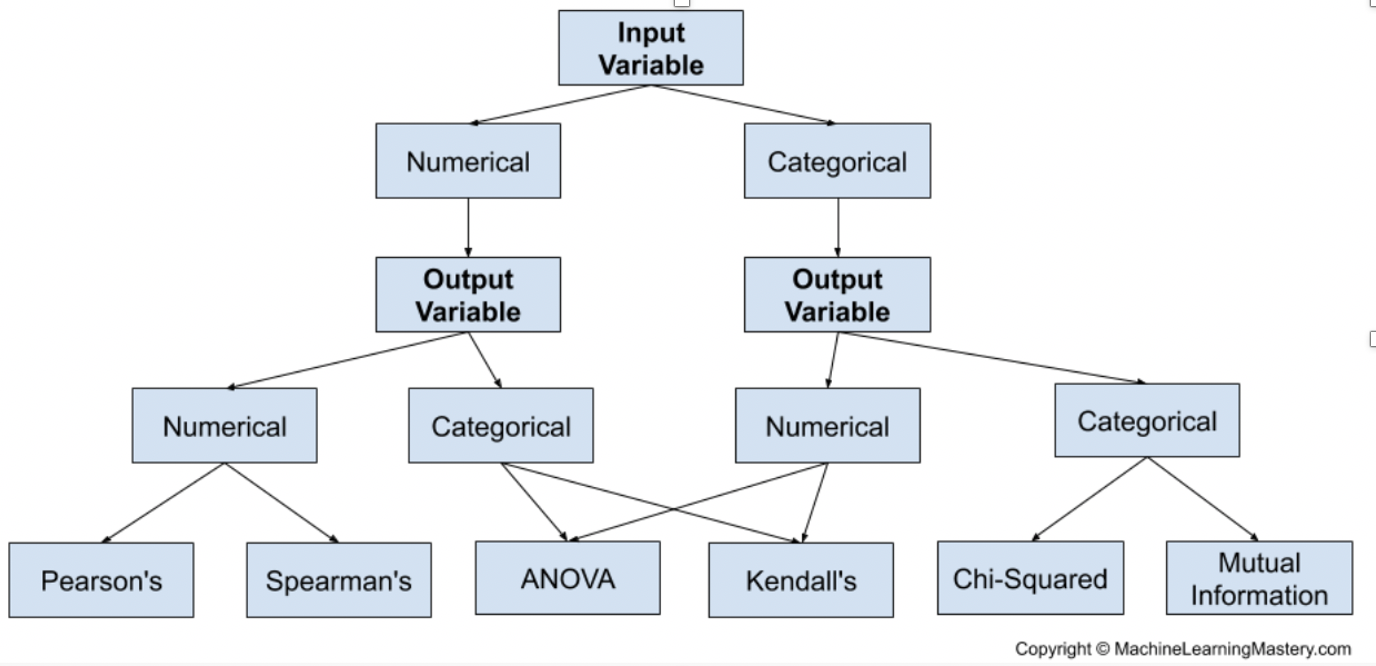 Input
Variable
Numerical
Categorical
Output
Variable
Output
Variable
Numerical
Categorical
Numerical
Categorical
Pearson's
Spearman's
ANOVA
Kendall's
Chi-Squared
Mutual
Information
Copyright © MachineLearningMastery.com